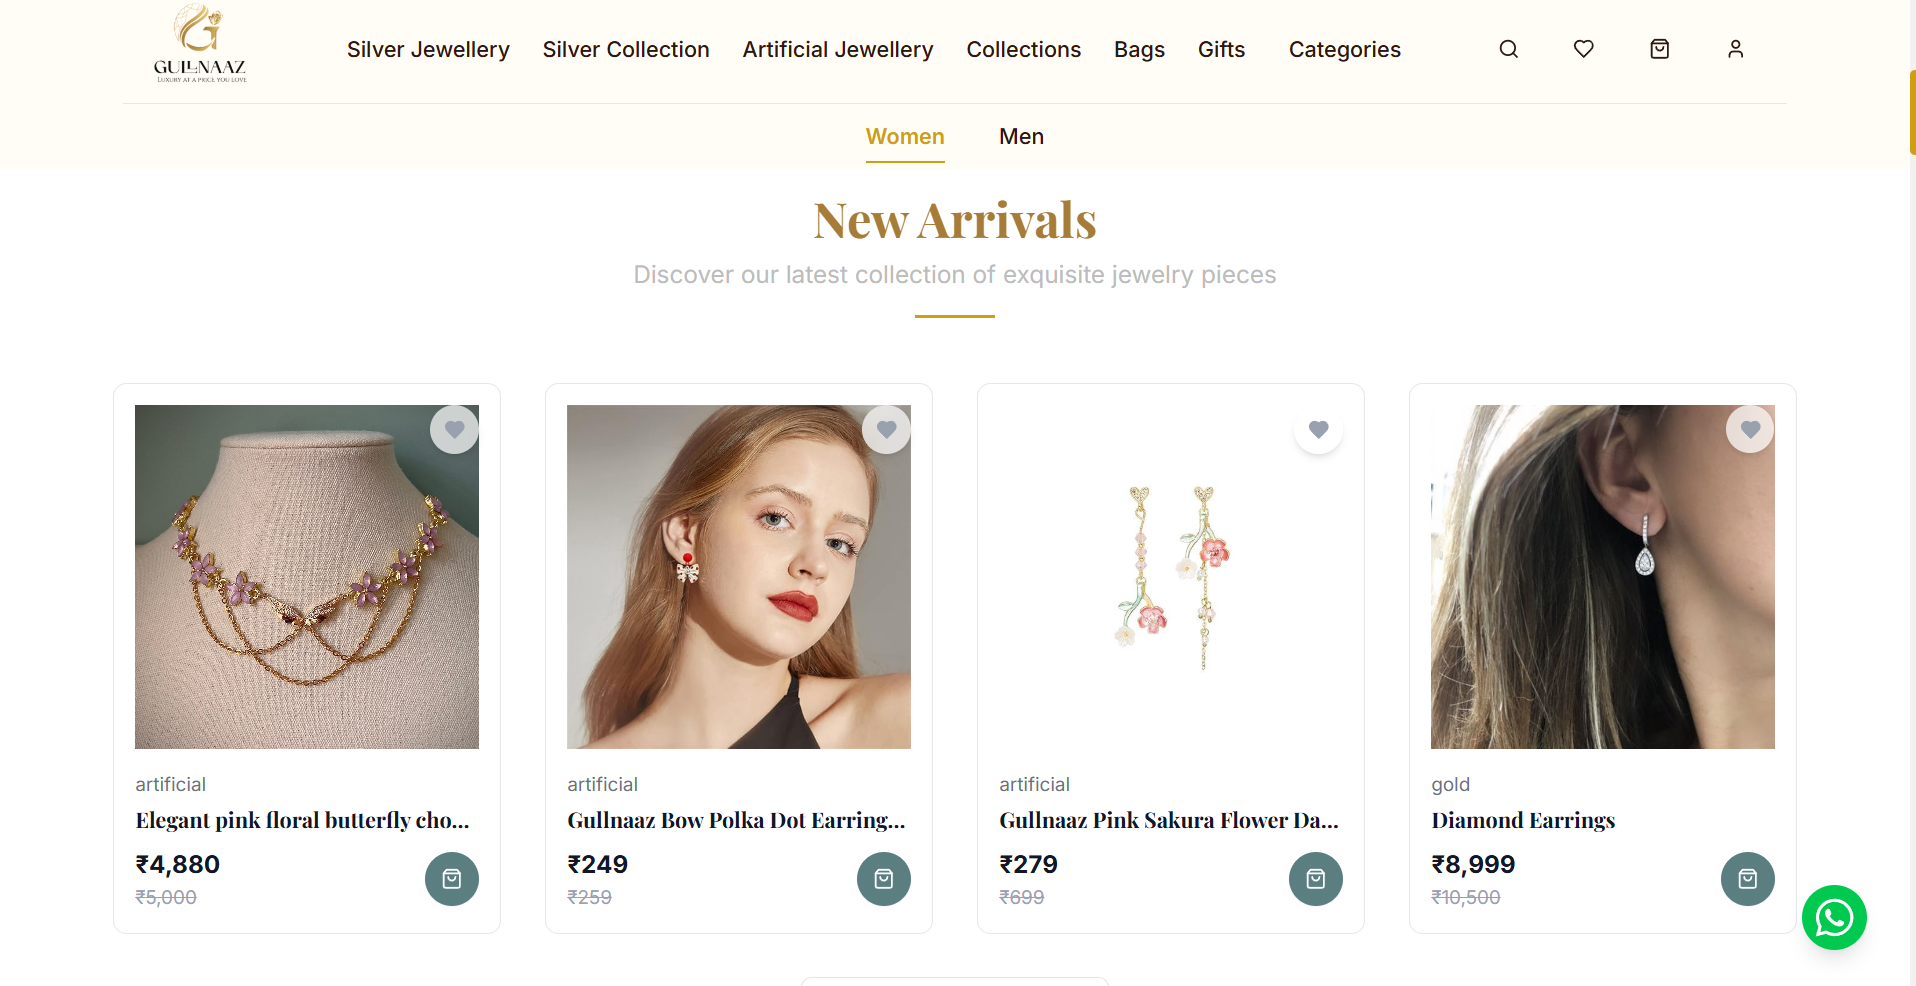 GULLNAAZ
LUXURY AT A PRICE YOU LOVE
Silver Jewellery
Silver Collection
Artificial Jewellery
Collections
Bags
Gifts
Categories
Women
Men
New Arrivals
Discover our latest collection of exquisite jewelry pieces
artificial
Elegant pink floral butterfly cho...
₹4,880
₹5,000
artificial
Gullnaaz Bow Polka Dot Earring...
₹249
₹259
artificial
Gullnaaz Pink Sakura Flower Da...
₹279
₹699
gold
Diamond Earrings
₹8,999
₹10,500